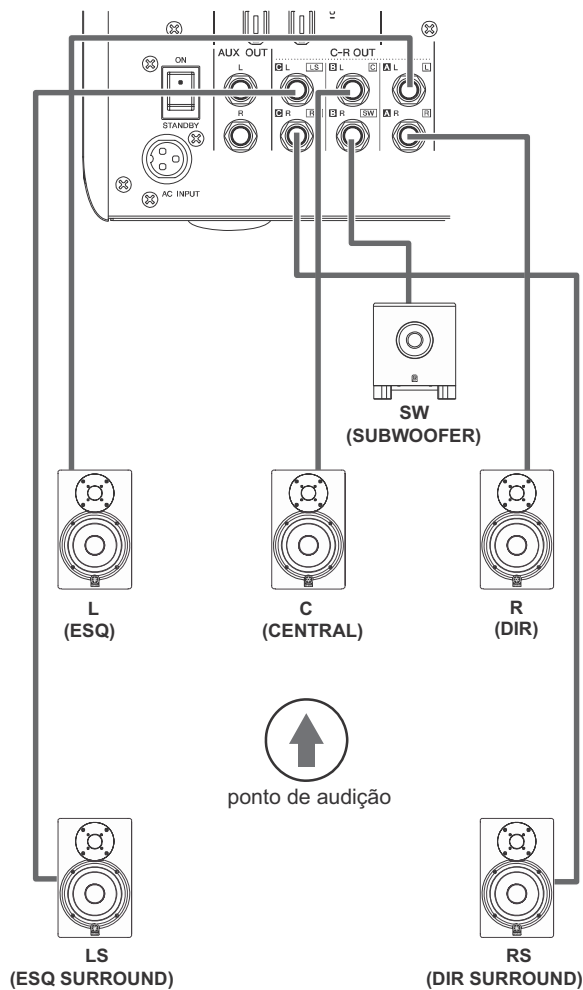 ON
STANDBY
AC INPUT
AUX OUT
L
R
C-R OUT
C L LS
B L C
A L L
C R
B R SW
A R R
SW
(SUBWOOFER)
L
(ESQ)
C
(CENTRAL)
R
(DIR)
ponto de audição
LS
(ESQ SURROUND)
RS
(DIR SURROUND)